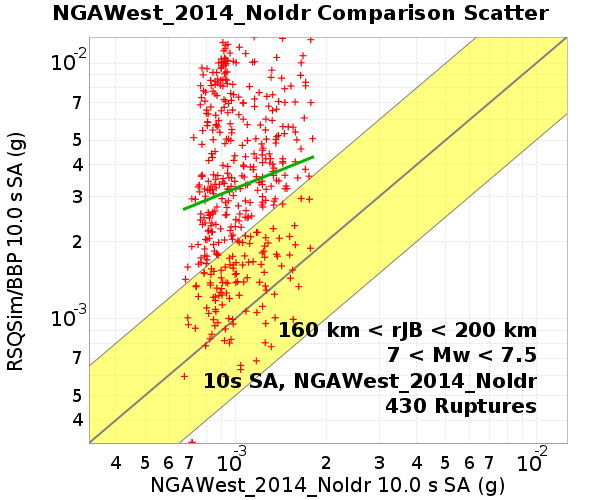 NGAWest_2014_NoIdr Comparison Scatter
10⁻²
7
5
4
3
2
10⁻³
7
5
4
RSQSim/BBP 10.0 s SA (g)
160 km < rJB < 200 km
7 < Mw < 7.5
10s SA, NGAWest_2014_NoIdr
430 Ruptures
4 5 6 7 10⁻³ 2 3 4 5 6 7 10⁻²
NGAWest_2014_NoIdr 10.0 s SA (g)